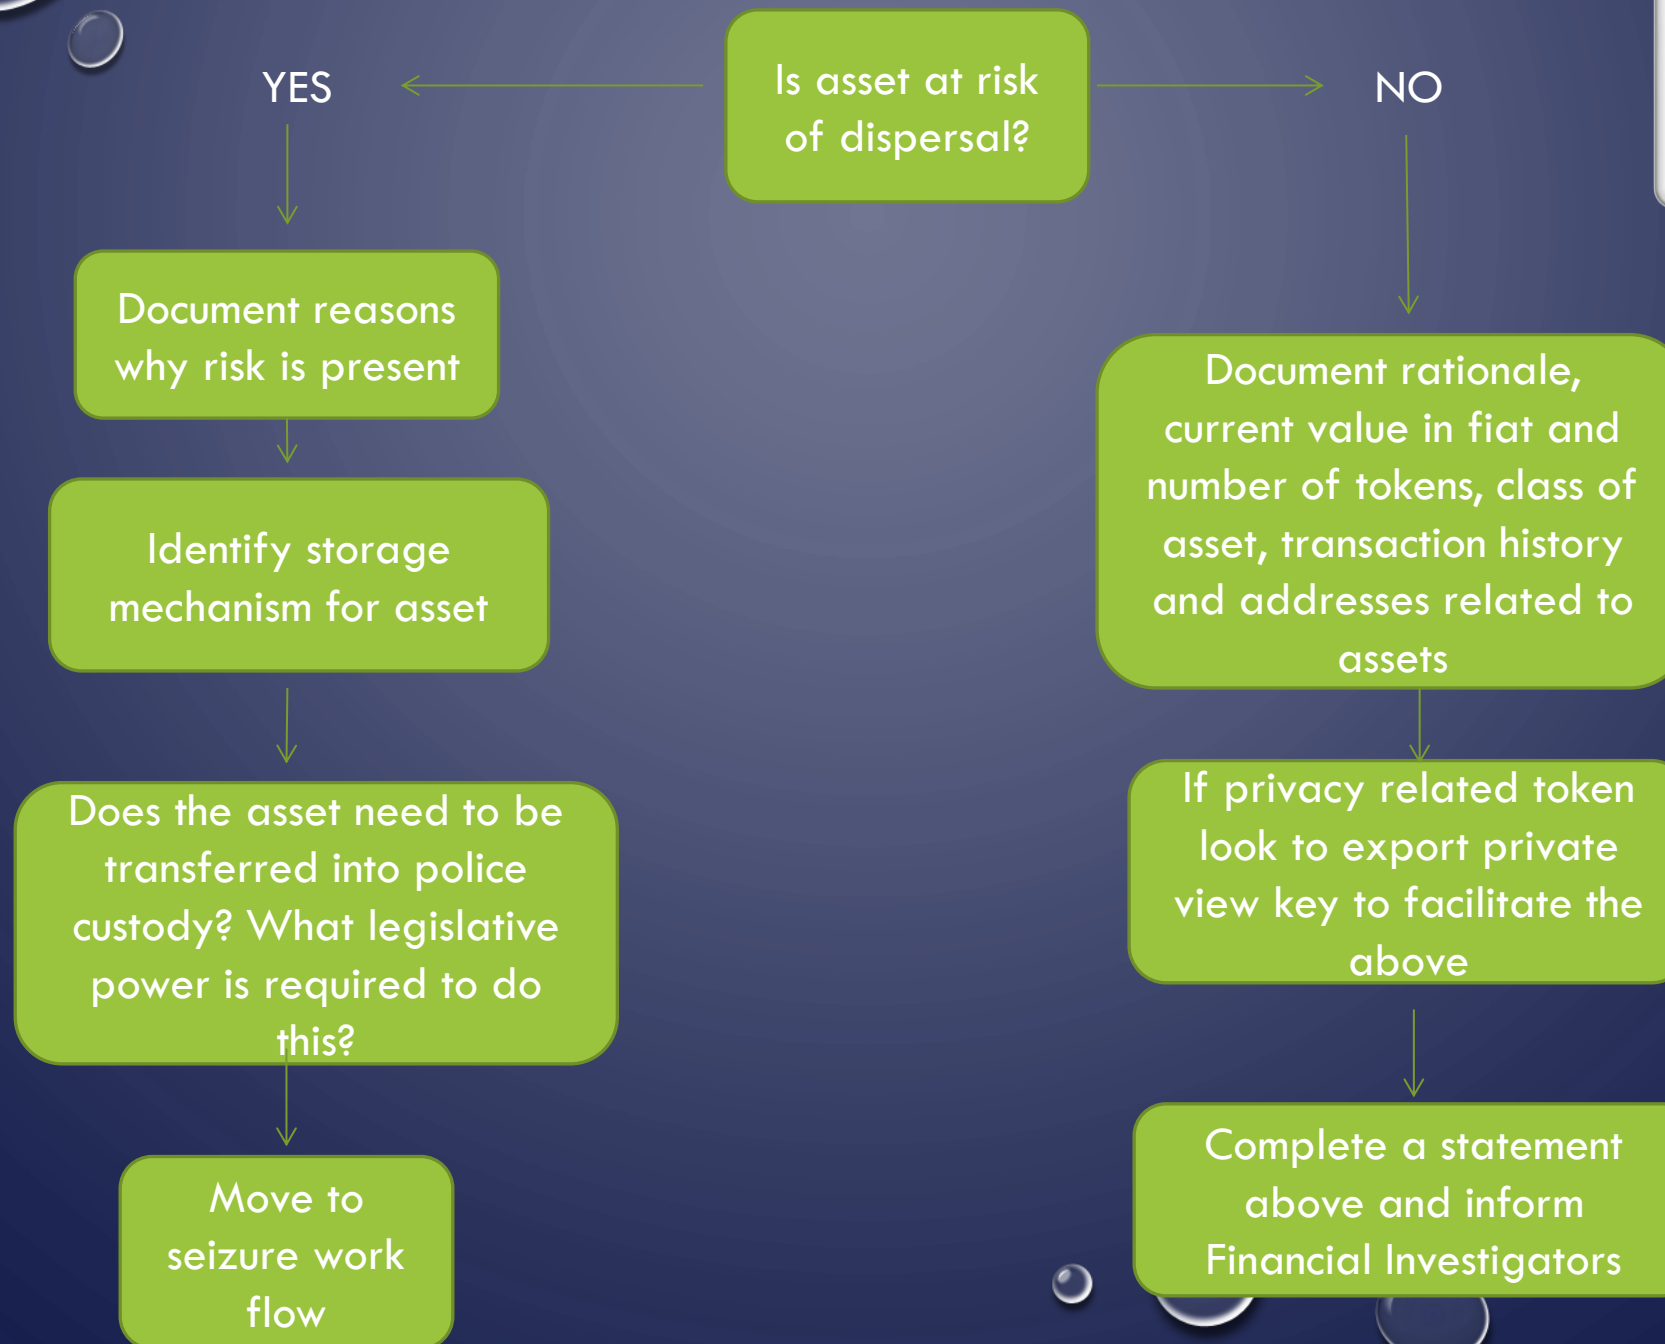 Is asset at risk
of dispersal?
YES
NO
Document reasons
why risk is present
Identify storage
mechanism for asset
Does the asset need to be
transferred into police
custody? What legislative
power is required to do
this?
Move to
seizure work
flow
Document rationale,
current value in fiat and
number of tokens, class of
asset, transaction history
and addresses related to
assets
If privacy related token
look to export private
view key to facilitate the
above
Complete a statement
above and inform
Financial Investigators